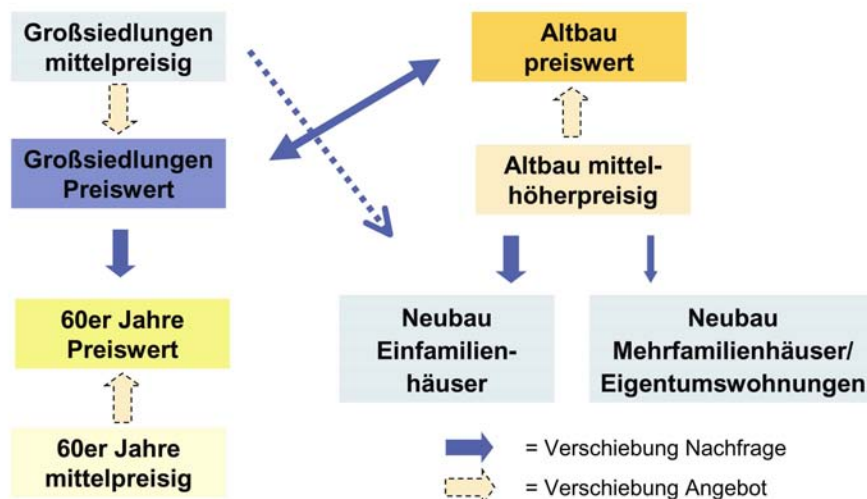 Großsiedlungen
mittelpreisig
Altbau
preiswert
Großsiedlungen
Preiswert
Altbau mittel-
höherpreisig
60er Jahre
Preiswert
Neubau
Einfamilien-
häuser
Neubau
Mehrfamilienhäuser/
Eigentumswohnungen
60er Jahre
mittelpreisig
= Verschiebung Nachfrage
= Verschiebung Angebot